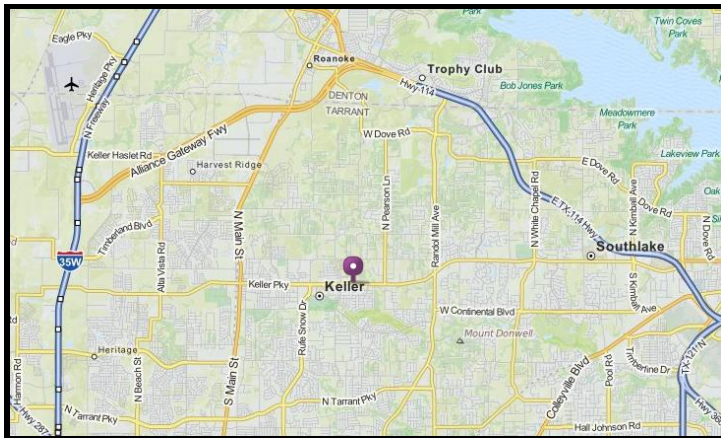 Eagle Pky
Heritage Pky
N Freeway
Roanoke
Trophy Club
Hwy 114
Twin Coves
Park
Park
Bob Jones Park
Meadowmere
Park
Lakeview Park
Oak
DENTON
TARRANT
W Dove Rd
Keller Haslet Rd
Alliance Gateway Fwy
Harvest Ridge
E Dove Rd
Dove Rd
N Pearson Ln
Randol Mill Ave
N White Chapel Rd
E TX-114 Hwy
N Kimball Ave
N Dove Rd
Timberland Blvd
N Main St
35W
Alta Vista Rd
Southlake
Keller Pky
Keller
S Kimball Ave
Rufe Snow Dr
W Continental Blvd
Mount Donwell
Heritage
Harmon Rd
N Beach St
S Main St
Colleyville Blvd
Pool Rd
Timberline Dr
TX-121 N
N Tarrant Pky
N Tarrant Pky
Hwy 287
Hall Johnson Rd
Hwy 36